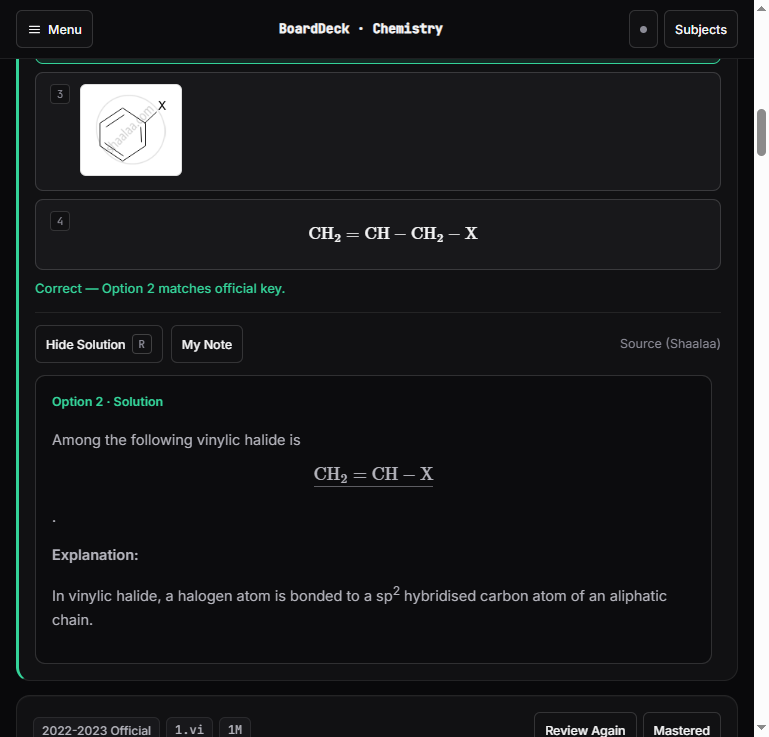 Menu
BoardDeck · Chemistry
Subjects
3
X
shaalaa.com
4
CH₂ = CH − CH₂ − X
Correct — Option 2 matches official key.
Hide Solution R
My Note
Source (Shaalaa)
Option 2 · Solution
Among the following vinylic halide is
CH₂ = CH − X
.
Explanation:
In vinylic halide, a halogen atom is bonded to a sp² hybridised carbon atom of an aliphatic
chain.
2022-2023 Official
1.vi
1M
Review Again
Mastered